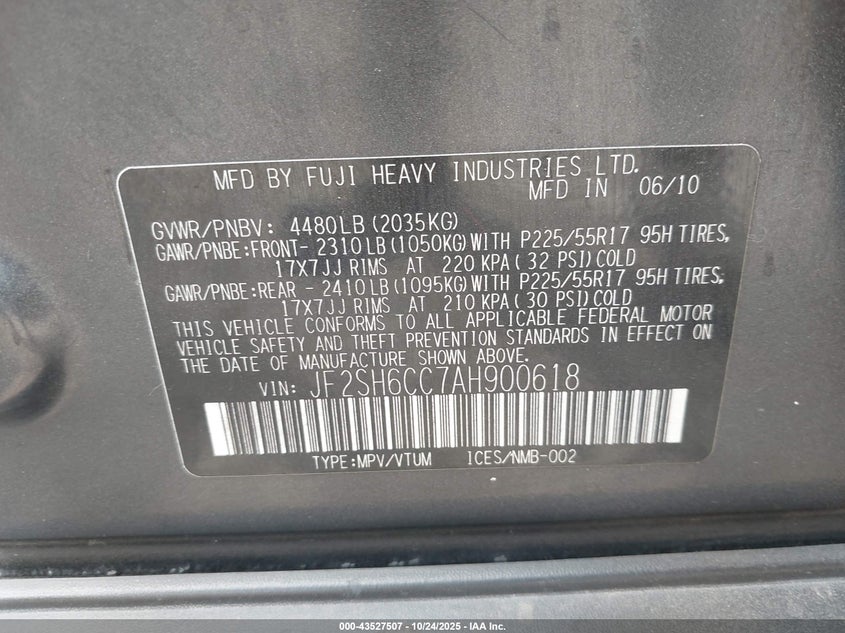 MFD BY FUJI HEAVY INDUSTRIES LTD.
MFD IN 06/10
GVWR/PNBV: 4480LB (2035KG)
GAWR/PNBE:FRONT- 2310LB (1050KG) WITH P225/55R17 95H TIRES,
17X7JJ RIMS AT 220 KPA ( 32 PSI) COLD
GAWR/PNBE:REAR - 2410LB (1095KG) WITH P225/55R17 95H TIRES,
17X7JJ RIMS AT 210 KPA ( 30 PSI) COLD
THIS VEHICLE CONFORMS TO ALL APPLICABLE FEDERAL MOTOR
VEHICLE SAFETY AND THEFT PREVENTION STANDARDS IN EFFECT ON
THE DATE OF MANUFACTURE SHOWN ABOVE.
VIN: JF2SH6CC7AH900618
TYPE:MPV/VTUM ICES/NMB-002
000-43527507 - 10/24/2025 - IAA Inc.